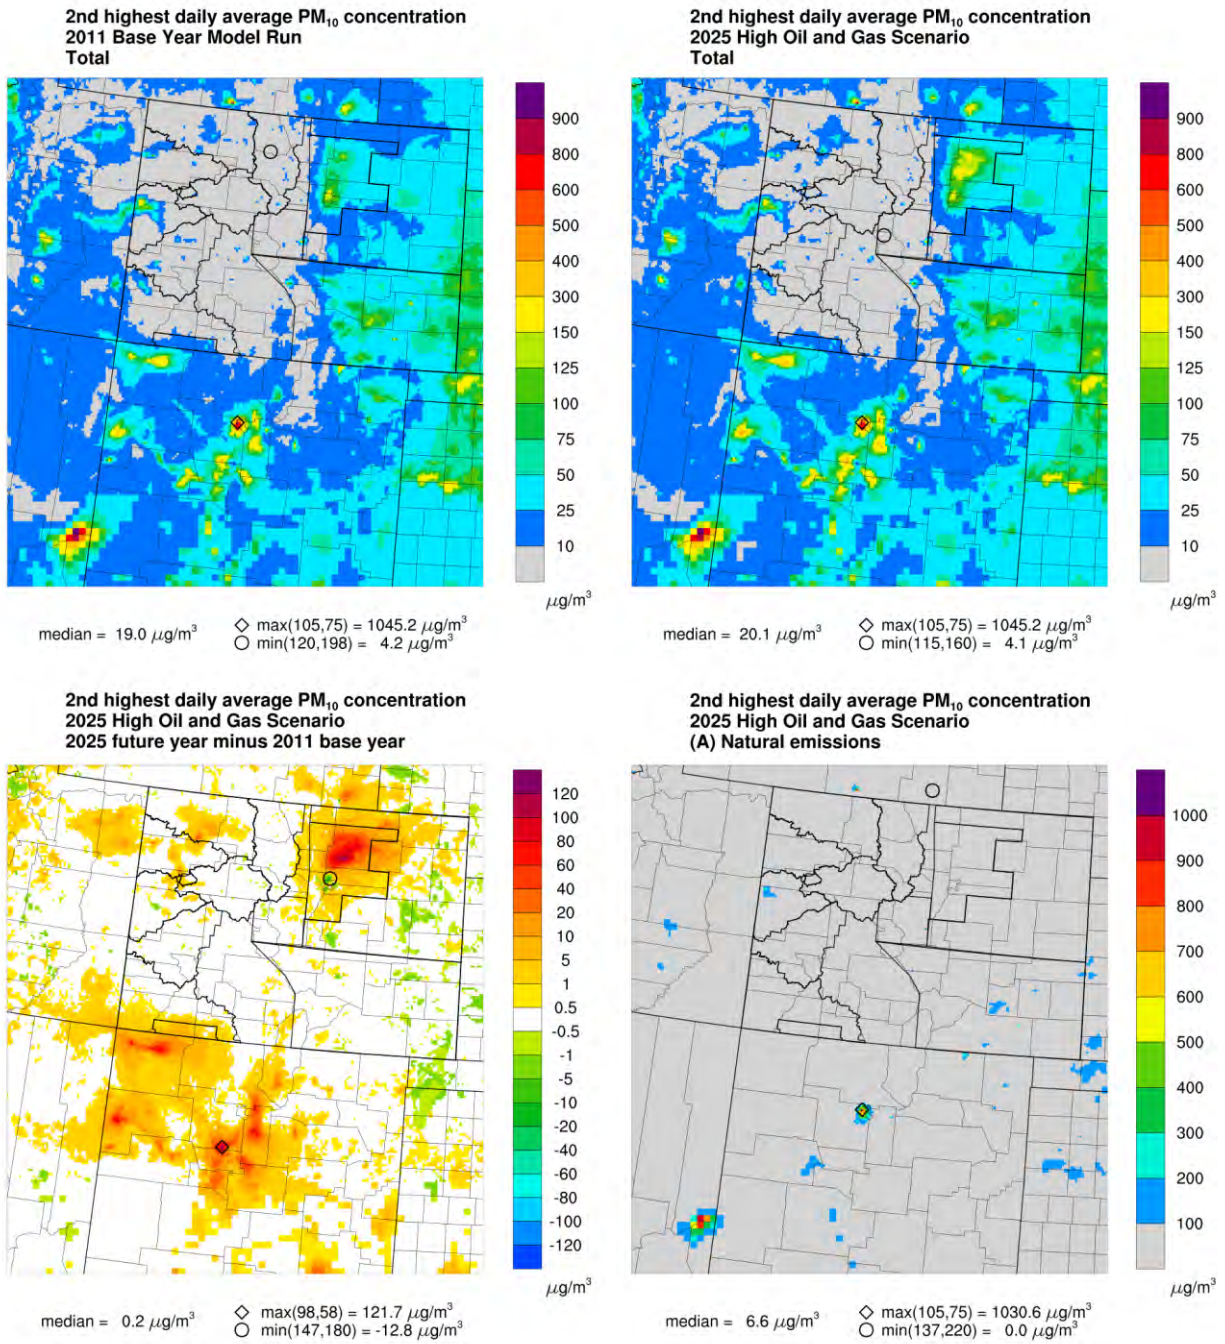 2nd highest daily average PM₁₀ concentration
2011 Base Year Model Run
Total
900
800
600
500
400
300
150
125
100
75
50
25
10
μg/m³
median = 19.0 μg/m³
max(105,75) = 1045.2 μg/m³
min(120,198) = 4.2 μg/m³
2nd highest daily average PM₁₀ concentration
2025 High Oil and Gas Scenario
Total
900
800
600
500
400
300
150
125
100
75
50
25
10
μg/m³
median = 20.1 μg/m³
max(105,75) = 1045.2 μg/m³
min(115,160) = 4.1 μg/m³
2nd highest daily average PM₁₀ concentration
2025 High Oil and Gas Scenario
2025 future year minus 2011 base year
120
100
80
60
40
20
10
5
1
0.5
-0.5
-1
-5
-10
-20
-40
-60
-80
-100
-120
μg/m³
median = 0.2 μg/m³
max(98,58) = 121.7 μg/m³
min(147,180) = -12.8 μg/m³
2nd highest daily average PM₁₀ concentration
2025 High Oil and Gas Scenario
(A) Natural emissions
1000
900
800
700
600
500
400
300
200
100
μg/m³
median = 6.6 μg/m³
max(105,75) = 1030.6 μg/m³
min(137,220) = 0.0 μg/m³